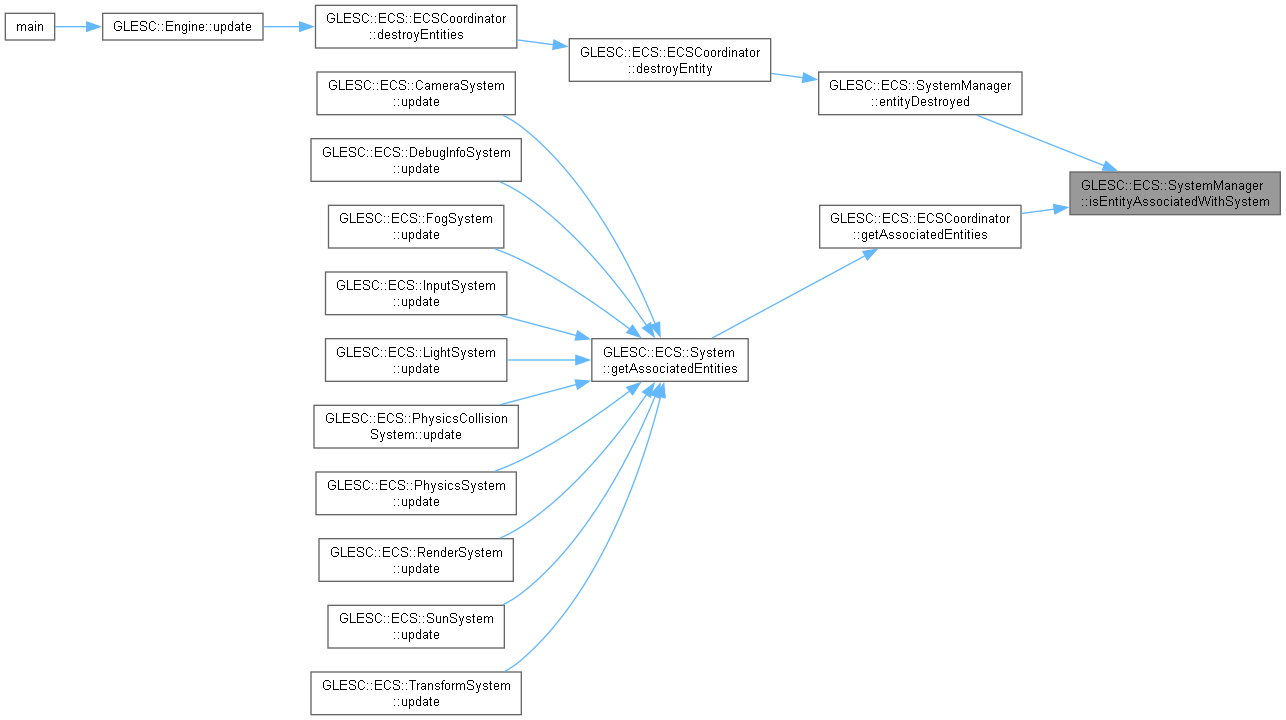 main
GLESC::Engine::update
GLESC::ECS::ECSCoordinator
::destroyEntities
GLESC::ECS::ECSCoordinator
::destroyEntity
GLESC::ECS::SystemManager
::entityDestroyed
GLESC::ECS::SystemManager
::isEntityAssociatedWithSystem
GLESC::ECS::ECSCoordinator
::getAssociatedEntities
GLESC::ECS::System
::getAssociatedEntities
GLESC::ECS::CameraSystem
::update
GLESC::ECS::DebugInfoSystem
::update
GLESC::ECS::FogSystem
::update
GLESC::ECS::InputSystem
::update
GLESC::ECS::LightSystem
::update
GLESC::ECS::PhysicsCollision
System::update
GLESC::ECS::PhysicsSystem
::update
GLESC::ECS::RenderSystem
::update
GLESC::ECS::SunSystem
::update
GLESC::ECS::TransformSystem
::update